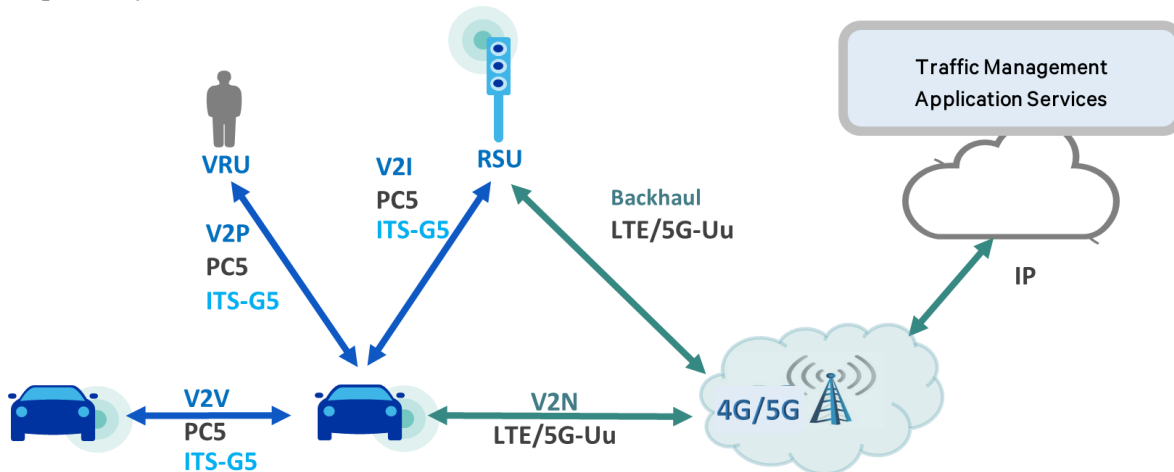 Traffic Management
Application Services
VRU
V2I
PC5
ITS-G5
RSU
Backhaul
LTE/5G-Uu
V2P
PC5
ITS-G5
IP
V2V
PC5
ITS-G5
V2N
LTE/5G-Uu
4G/5G